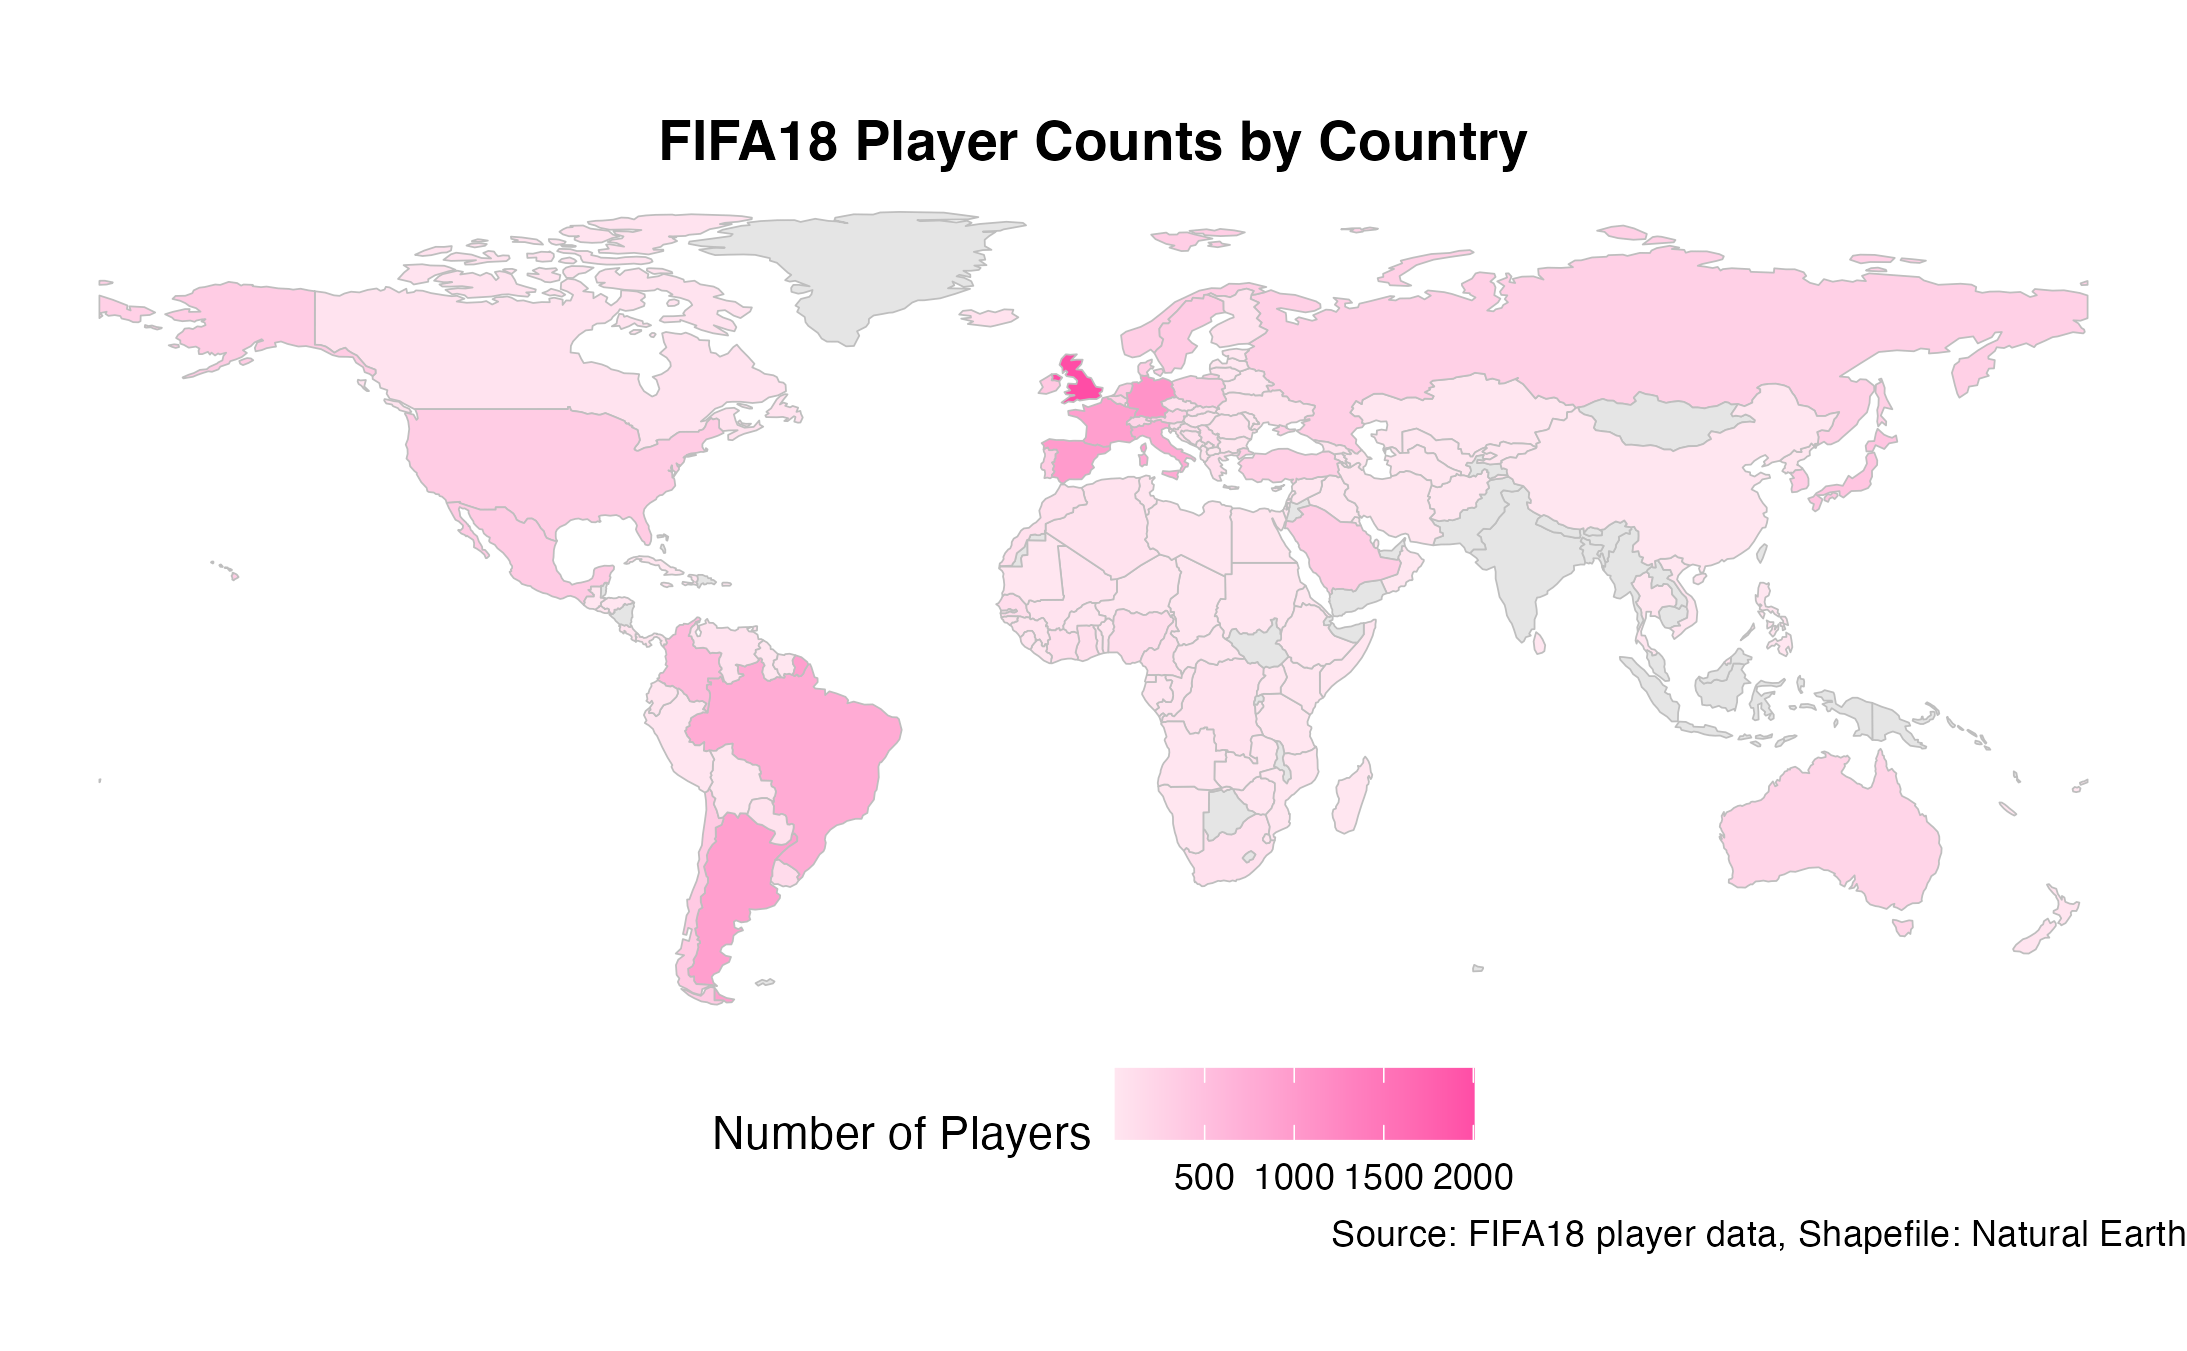 FIFA18 Player Counts by Country
Number of Players
500 1000 1500 2000
Source: FIFA18 player data, Shapefile: Natural Earth